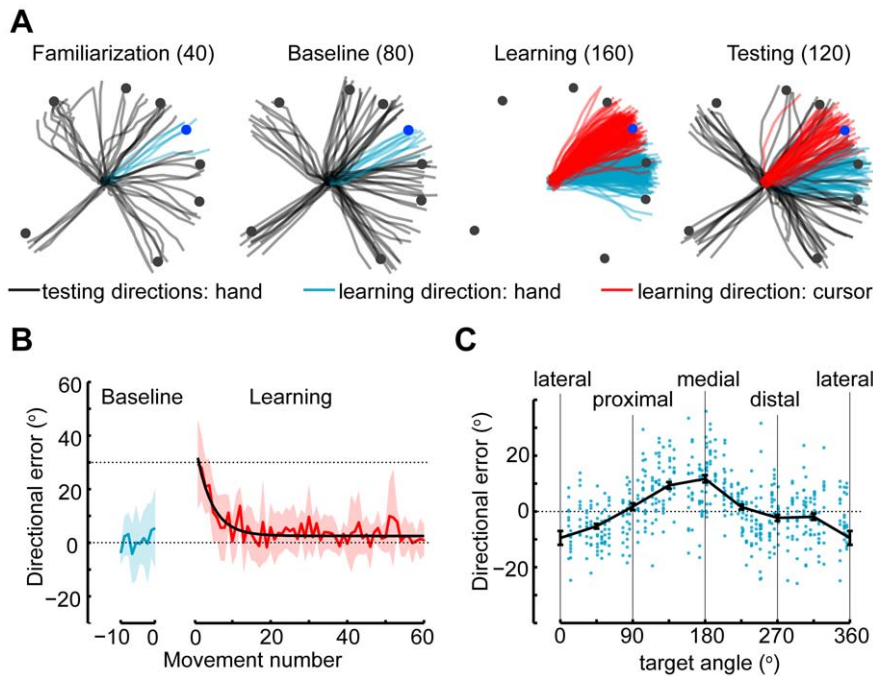 A
Familiarization (40) Baseline (80) Learning (160) Testing (120)
testing directions: hand learning direction: hand learning direction: cursor
B
Directional error (°)
60
40
20
0
−20
Baseline Learning
−10 0 0 20 40 60
Movement number
C
Directional error (°)
20
0
−20
lateral medial lateral
proximal distal
0 90 180 270 360
target angle (°)